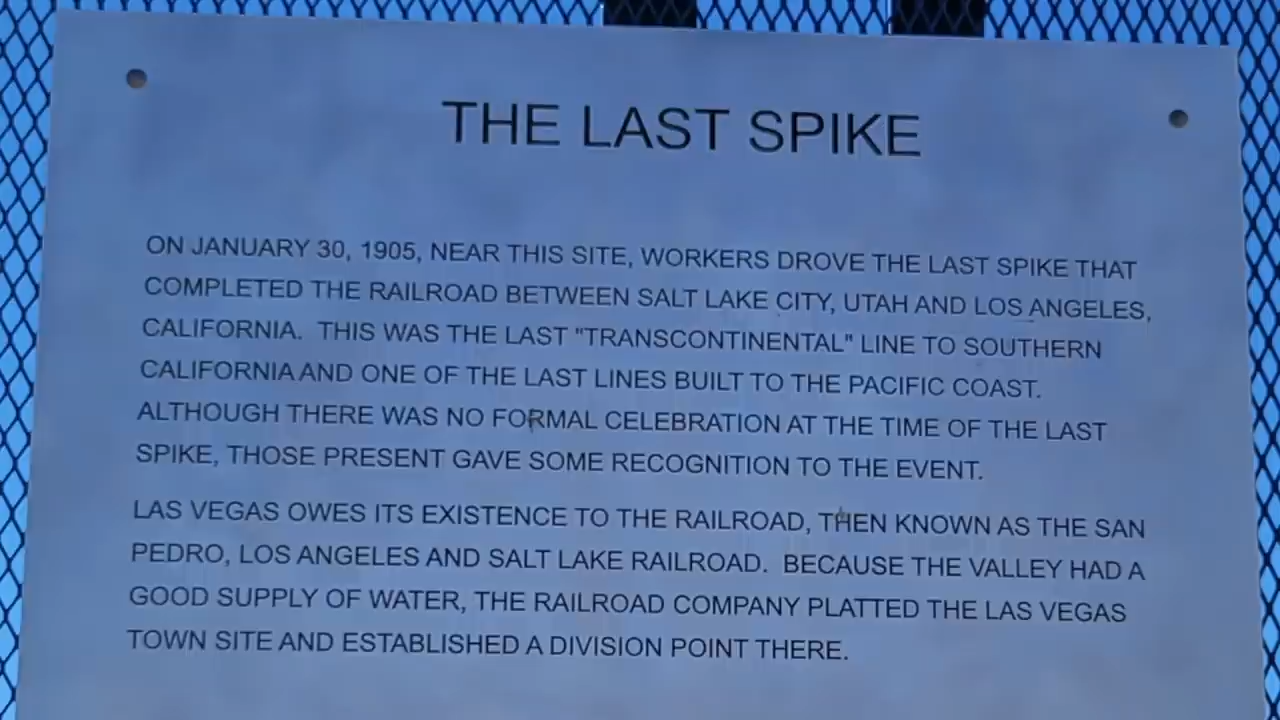 THE LAST SPIKE
ON JANUARY 30, 1905, NEAR THIS SITE, WORKERS DROVE THE LAST SPIKE THAT
COMPLETED THE RAILROAD BETWEEN SALT LAKE CITY, UTAH AND LOS ANGELES,
CALIFORNIA. THIS WAS THE LAST "TRANSCONTINENTAL" LINE TO SOUTHERN
CALIFORNIA AND ONE OF THE LAST LINES BUILT TO THE PACIFIC COAST.
ALTHOUGH THERE WAS NO FORMAL CELEBRATION AT THE TIME OF THE LAST
SPIKE, THOSE PRESENT GAVE SOME RECOGNITION TO THE EVENT.
LAS VEGAS OWES ITS EXISTENCE TO THE RAILROAD, THEN KNOWN AS THE SAN
PEDRO, LOS ANGELES AND SALT LAKE RAILROAD. BECAUSE THE VALLEY HAD A
GOOD SUPPLY OF WATER, THE RAILROAD COMPANY PLATTED THE LAS VEGAS
TOWN SITE AND ESTABLISHED A DIVISION POINT THERE.